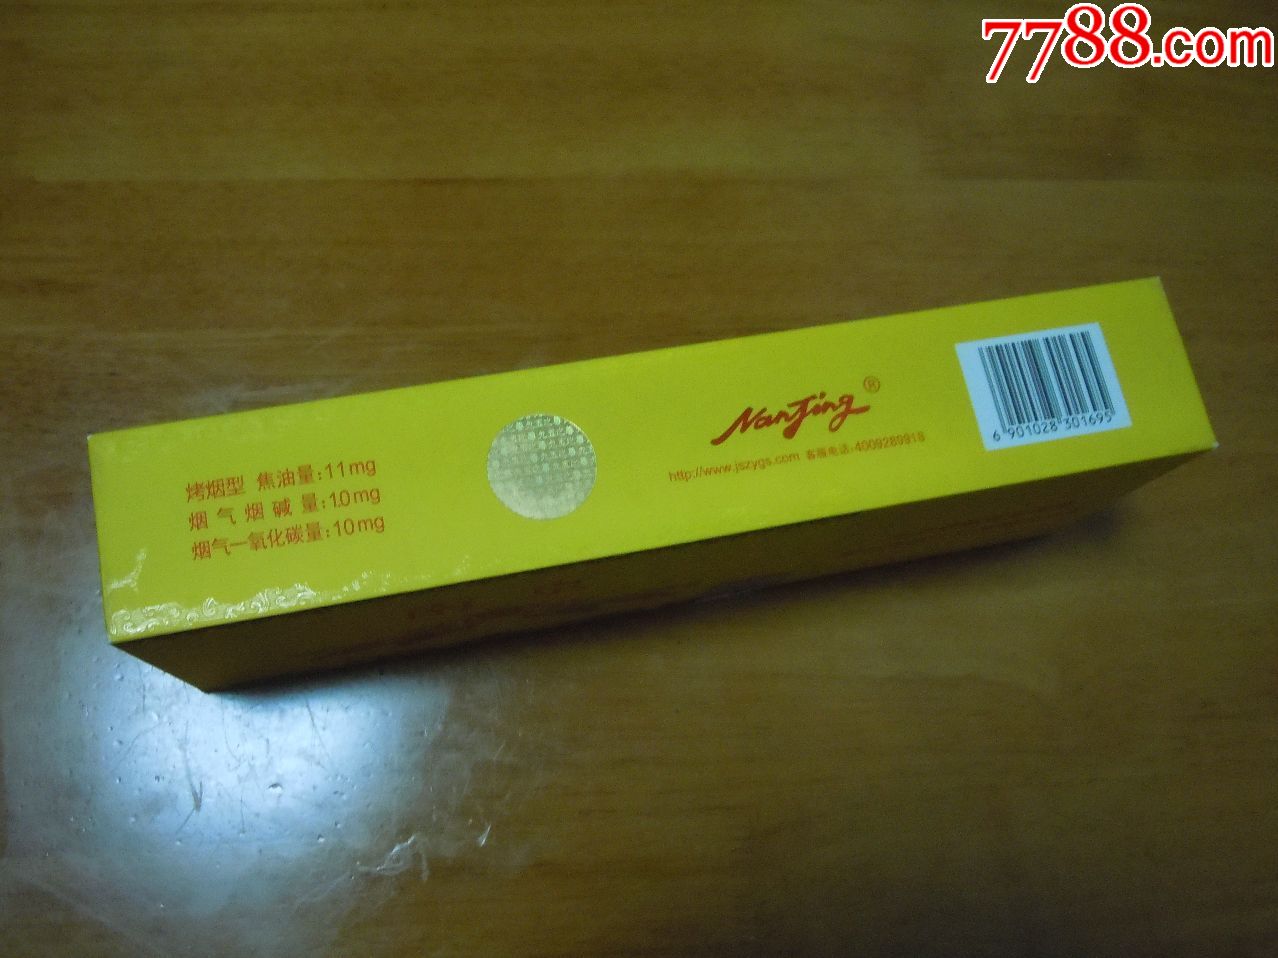 7788.com
烤烟型 焦油量:11mg
烟气烟碱量:1.0mg
烟气一氧化碳量:10mg
NanJing®
http://www.jszygs.com 客服电话:4009280918
6 901028 301695